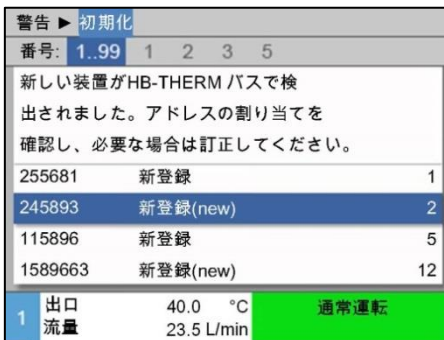 警告 ▶ 初期化
番号: 1..99 1 2 3 5
新しい装置がHB-THERM バスで検
出されました。アドレスの割り当てを
確認し、必要な場合は訂正してください。
255681 新登録 1
245893 新登録(new) 2
115896 新登録 5
1589663 新登録(new) 12
1 出口 40.0 °C 通常運転
流量 23.5 L/min